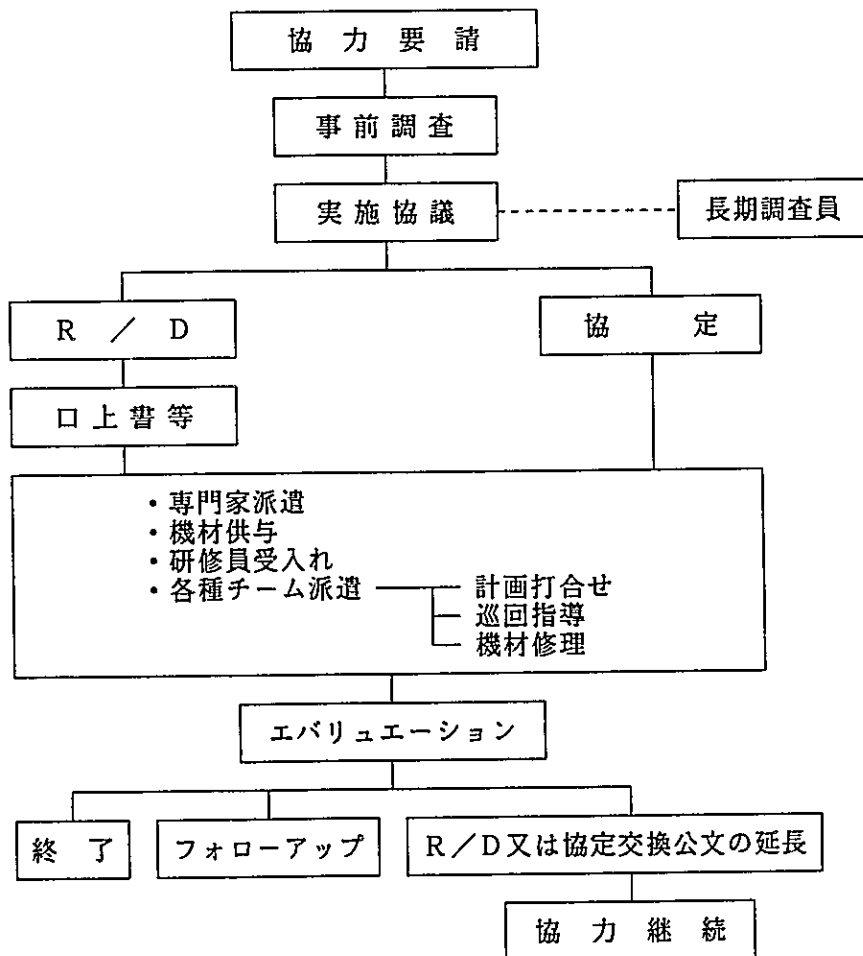 協力要請
事前調査
実施協議
長期調査員
R／D
協定
口上書等
・専門家派遣
・機材供与
・研修員受入れ
・各種チーム派遣
計画打合せ
巡回指導
機材修理
エバリュエーション
終了
フォローアップ
R／D又は協定交換公文の延長
協力継続